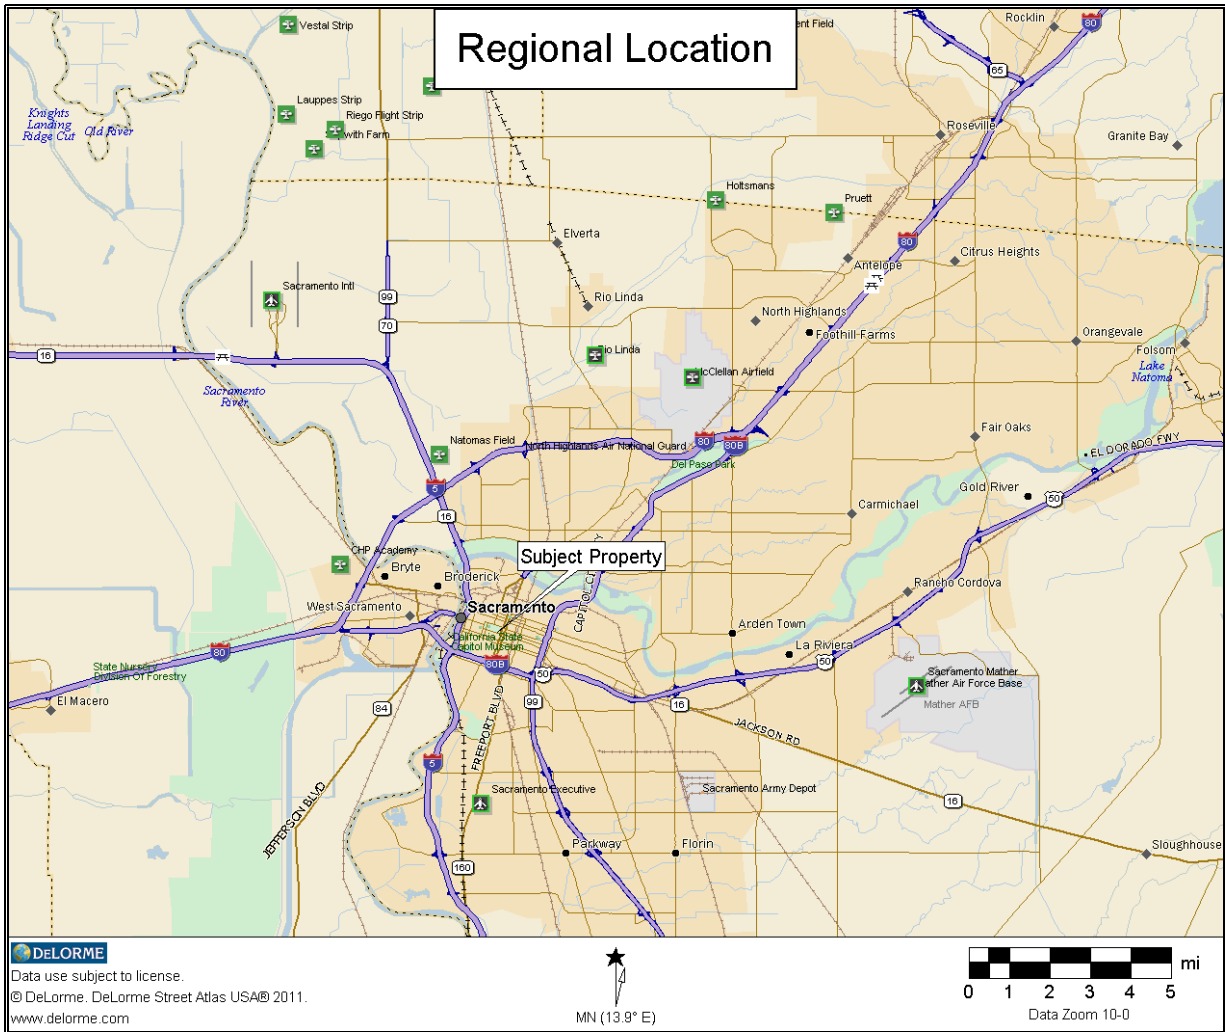 Regional Location
Vestal Strip
ent Field
Rocklin
80
65
Lauppes Strip
Riego Flight Strip
with Farm
Knights
Landing
Ridge Cut
Old River
Roseville
Granite Bay
Holtsmans
Pruett
Elverta
80
Citrus Heights
Antelope
Sacramento Intl
99
70
Rio Linda
North Highlands
Foothill Farms
Orangevale
Folsom
Lake
Natoma
16
Rio Linda
McClellan Airfield
Sacramento
River
Natomas Field
North Highlands Air National Guard
80
80B
Del Paso Park
Fair Oaks
EL DORADO FWY
5
Gold River
50
16
Carmichael
CHP Academy
Subject Property
Bryte
Broderick
Rancho Cordova
West Sacramento
Sacramento
CAPITOL C
Y
Arden Town
California State
Capitol Museum
La Riviera
80
80B
50
50
State Nursery
Division Of Forestry
Sacramento Mather
Mather Air Force Base
Mather AFB
El Macero
84
99
16
FREEPORT BLVD
JACKSON RD
5
Sacramento Executive
Sacramento Army Depot
16
JEFFERSON BLVD
Parkway
Florin
Sloughhouse
160
DELORME
Data use subject to license.
© DeLorme. DeLorme Street Atlas USA® 2011.
www.delorme.com
MN (13.9° E)
mi
0 1 2 3 4 5
Data Zoom 10-0